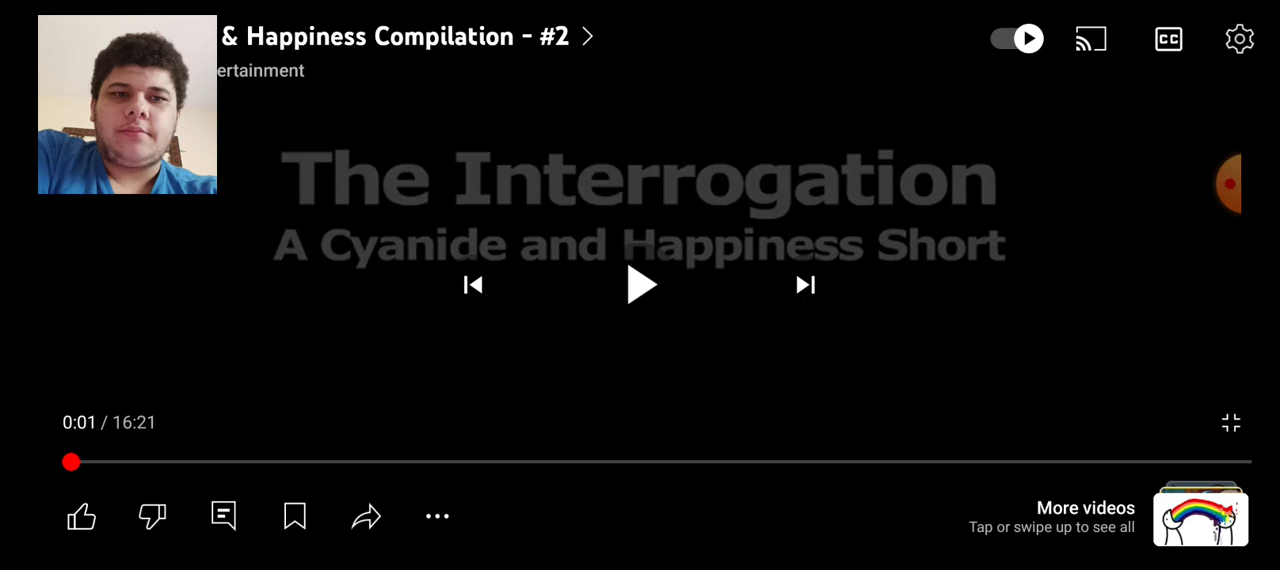 & Happiness Compilation - #2
ertainment
CC
The Interrogation
A Cyanide and Happiness Short
0:01 / 16:21
More videos
Tap or swipe up to see all